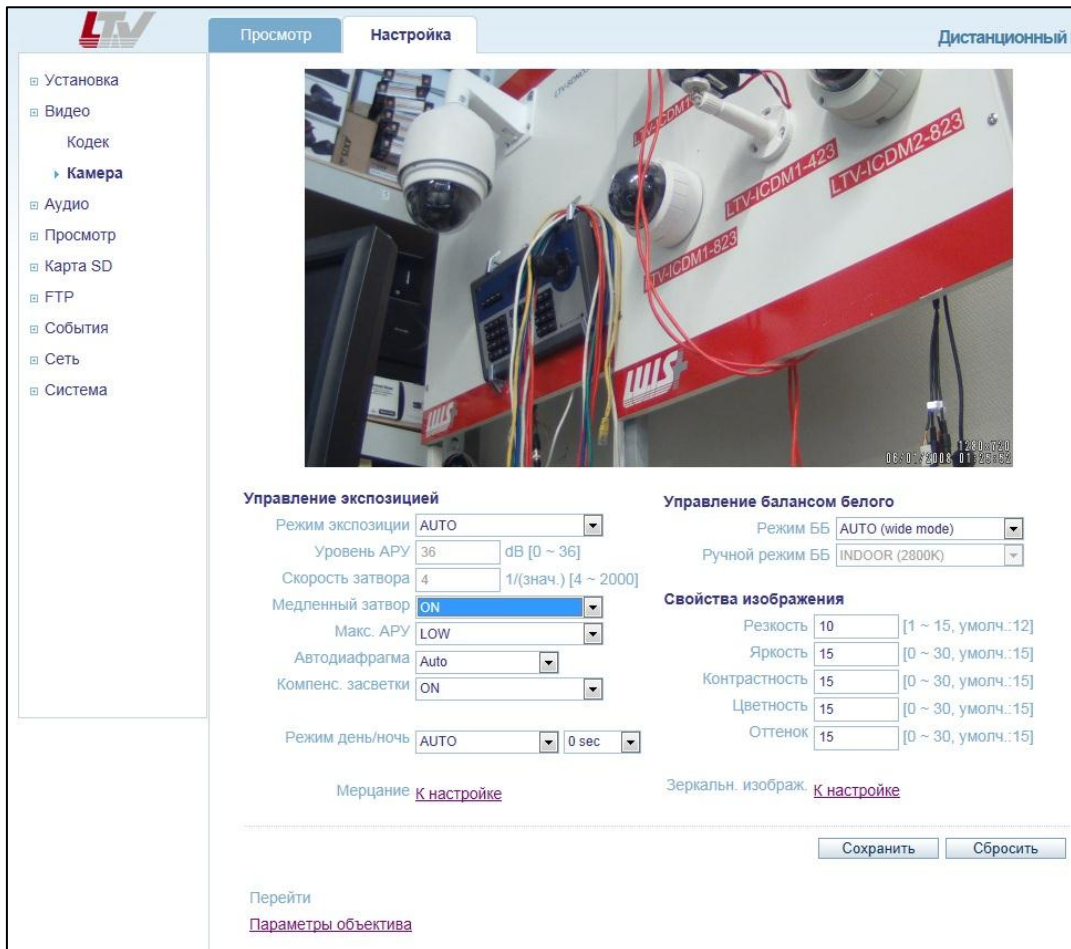 LTV
Просмотр
Настройка
Дистанционный
Установка
Видео
Кодек
Камера
Аудио
Просмотр
Карта SD
FTP
События
Сеть
Система
LTV-ICDM1-423
LTV-ICDM2-823
LTV-ICDM1-823
LUIS+
LUIS+
1280x720
Управление экспозицией
Режим экспозиции AUTO
Уровень АРУ 36 dB [0 ~ 36]
Скорость затвора 4 1/(знач.) [4 ~ 2000]
Медленный затвор ON
Макс. АРУ LOW
Автодиафрагма Auto
Компенс. засветки ON
Режим день/ночь AUTO 0 sec
Мерцание К настройке
Управление балансом белого
Режим ББ AUTO (wide mode)
Ручной режим ББ INDOOR (2800K)
Свойства изображения
Резкость 10 [1 ~ 15, умолч.:12]
Яркость 15 [0 ~ 30, умолч.:15]
Контрастность 15 [0 ~ 30, умолч.:15]
Цветность 15 [0 ~ 30, умолч.:15]
Оттенок 15 [0 ~ 30, умолч.:15]
Зеркальн. изображ. К настройке
Сохранить Сбросить
Перейти
Параметры объектива